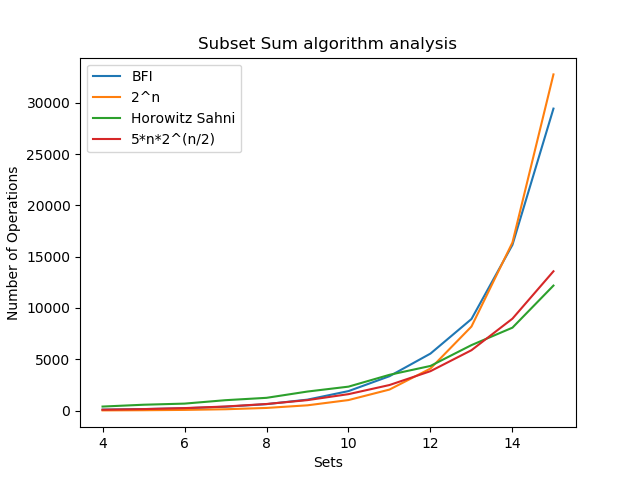 Subset Sum algorithm analysis
BFI
2^n
Horowitz Sahni
5*n*2^(n/2)
Number of Operations
30000
25000
20000
15000
10000
5000
0
4 6 8 10 12 14
Sets